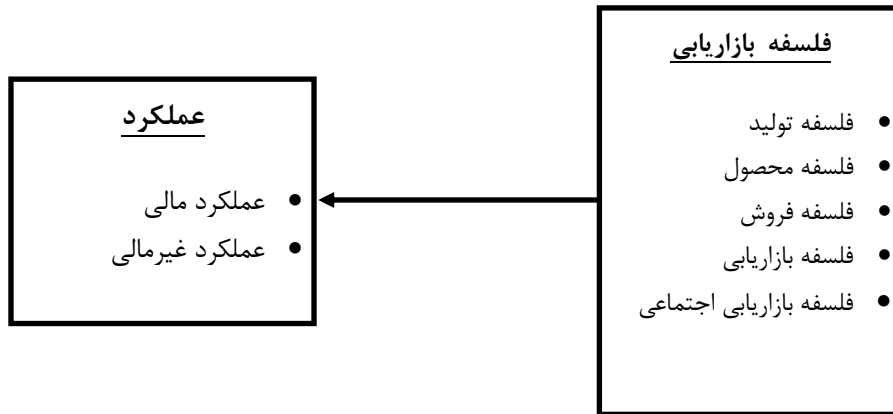 فلسفه بازاریابی
• فلسفه تولید
• فلسفه محصول
• فلسفه فروش
• فلسفه بازاریابی
• فلسفه بازاریابی اجتماعی
عملکرد
• عملکرد مالی
• عملکرد غیرمالی